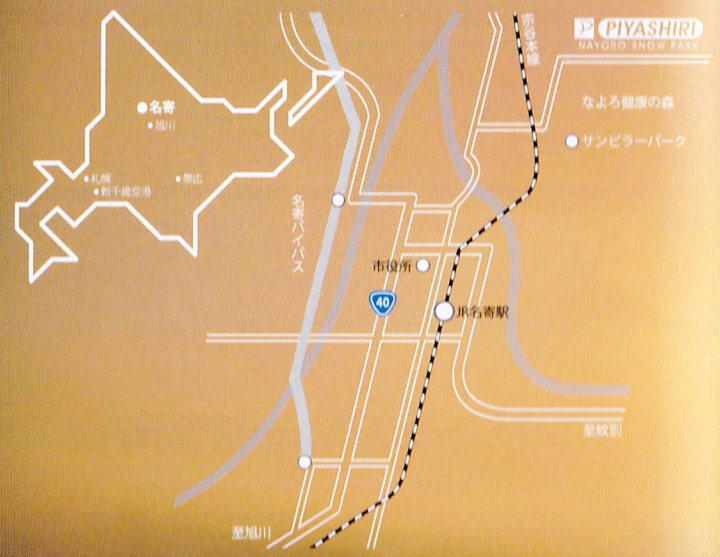 宗谷本線
PIYASHIRI
NAYORO SNOW PARK
名寄
旭川
なよろ健康の森
サンピラーパーク
札幌
帯広
新千歳空港
名寄バイパス
市役所
40
JR名寄駅
至紋別
至旭川